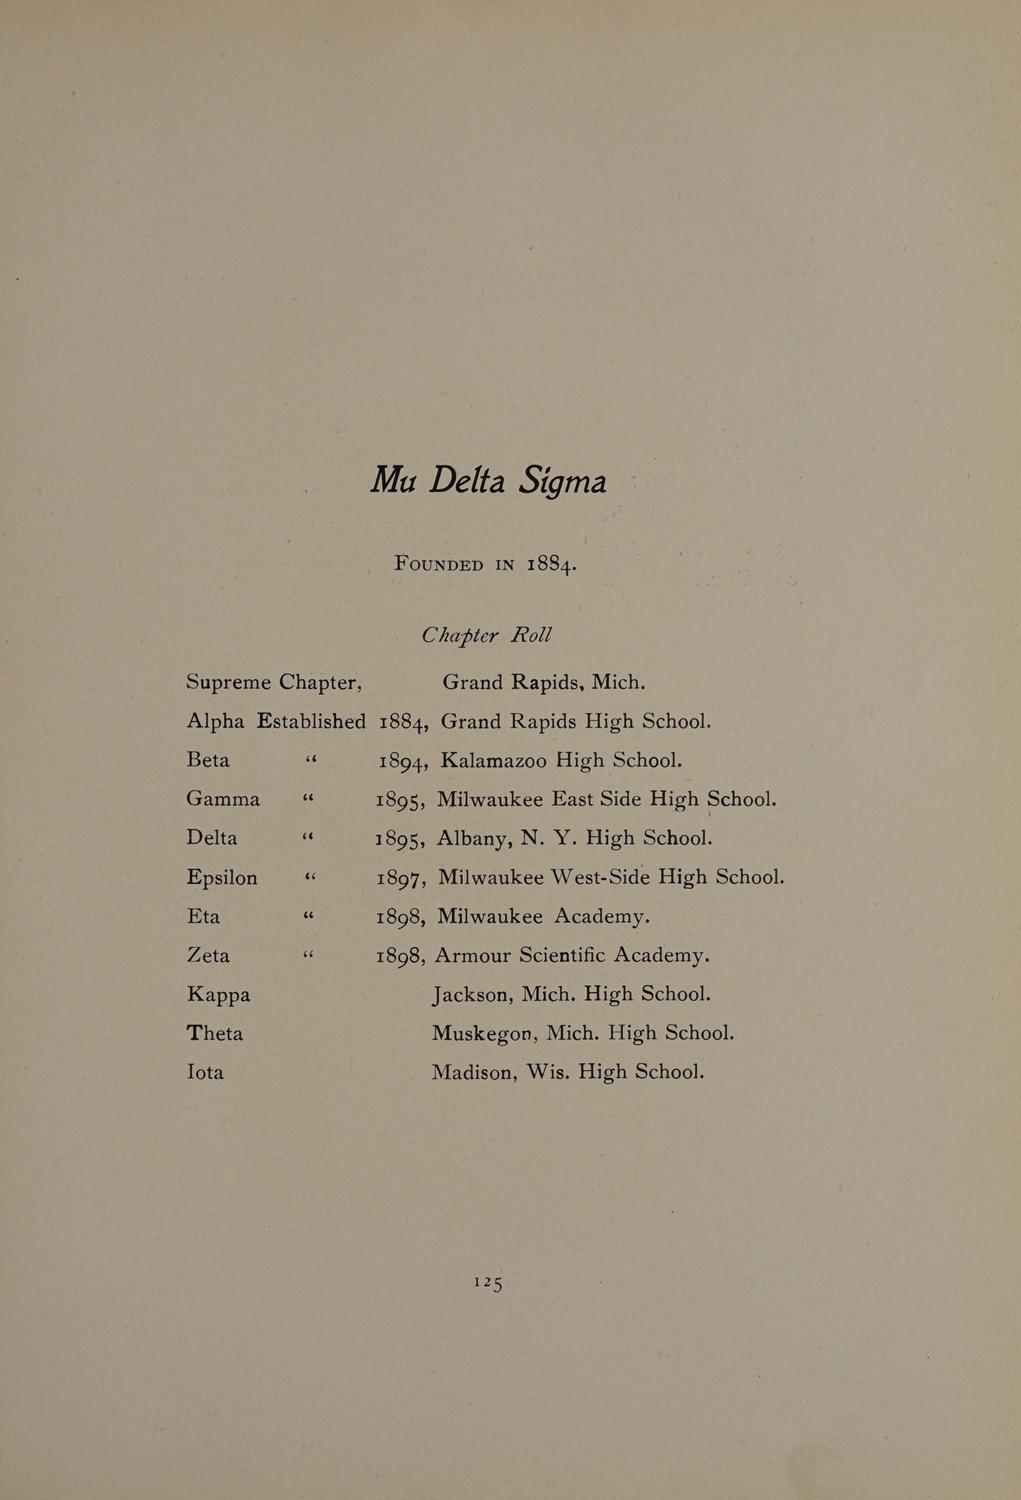 Mu Delta Sigma
Founded in 1884.
Chapter Roll
Supreme Chapter, Grand Rapids, Mich.
Alpha Established 1884, Grand Rapids High School.
Beta “ 1894, Kalamazoo High School.
Gamma “ 1895, Milwaukee East Side High School.
Delta “ 1895, Albany, N. Y. High School.
Epsilon “ 1897, Milwaukee West-Side High School.
Eta “ 1898, Milwaukee Academy.
Zeta “ 1898, Armour Scientific Academy.
Kappa Jackson, Mich. High School.
Theta Muskegon, Mich. High School.
Iota Madison, Wis. High School.
125